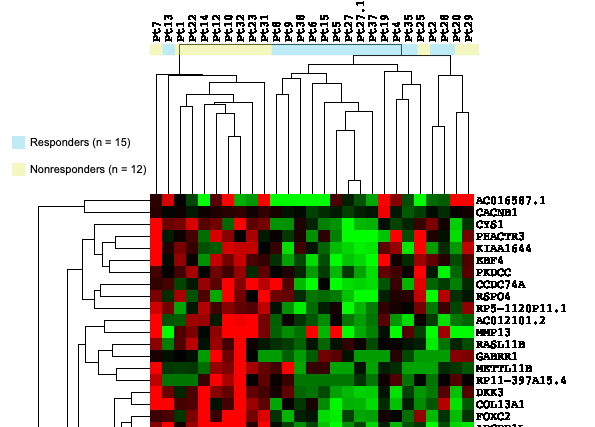 Pt7 Pt13 Pt1 Pt22 Pt14 Pt12 Pt10 Pt32 Pt23 Pt31 Pt8 Pt9 Pt38 Pt6 Pt15 Pt5 Pt27 Pt27.1 Pt37 Pt19 Pt4 Pt35 Pt25 Pt2 Pt28 Pt20 Pt29
Responders (n = 15)
Nonresponders (n = 12)
AC016587.1
CACNB1
CYS1
PHACTR3
KIAA1644
EBF4
PKDCC
CCDC74A
RSPO4
RP5-1120P11.1
AC012101.2
MMP13
RASL11B
GABRR1
METTL11B
RP11-397A15.4
DKK3
COL13A1
FOXC2